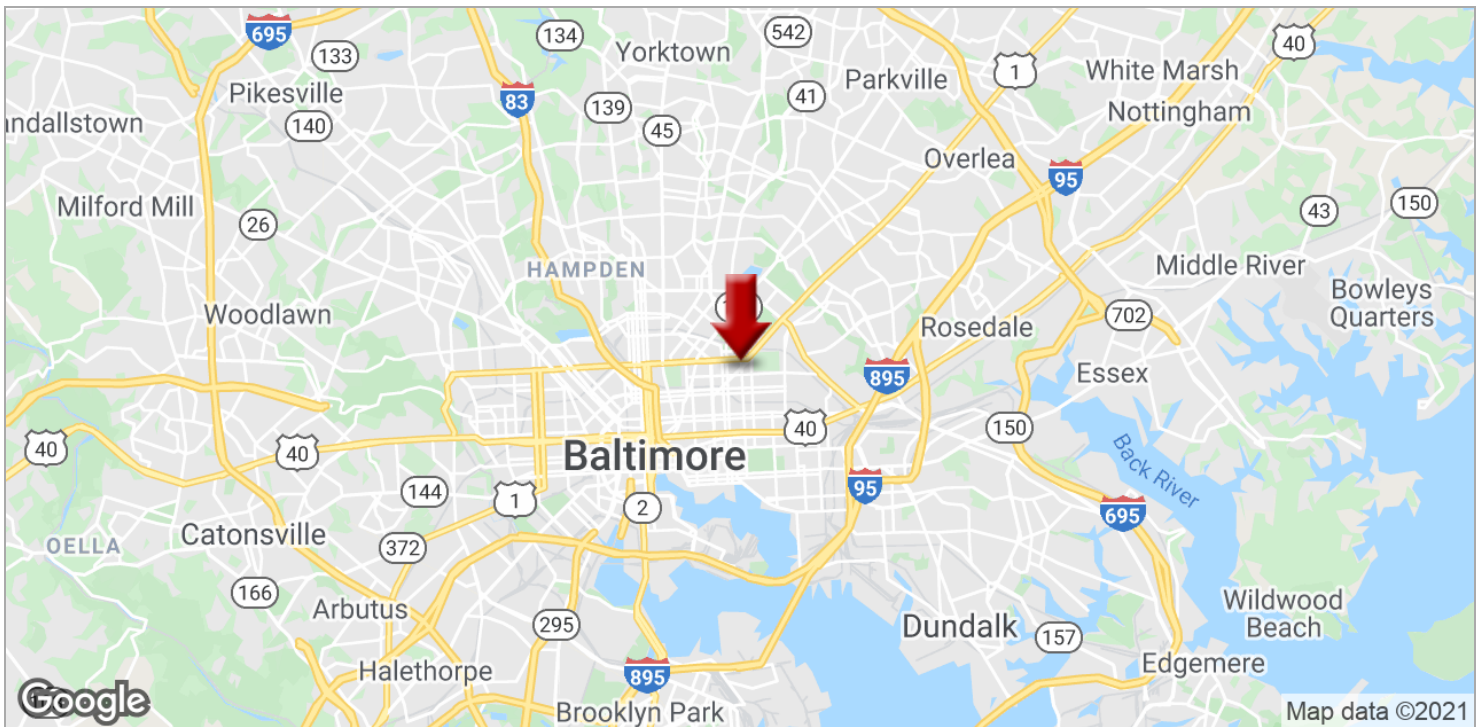 695
133
134
Yorktown
542
40
1
White Marsh
Parkville
Pikesville
83
139
41
Nottingham
andallstown
140
45
Overlea
95
Milford Mill
26
43
150
HAMPDEN
Middle River
Bowleys
Quarters
Woodlawn
702
Rosedale
895
Essex
40
40
40
150
Baltimore
Back River
144
1
2
95
695
Catonsville
OELLA
372
166
Arbutus
295
Wildwood
Beach
Dundalk
157
Halethorpe
895
Edgemere
Google
Brooklyn Park
Map data ©2021